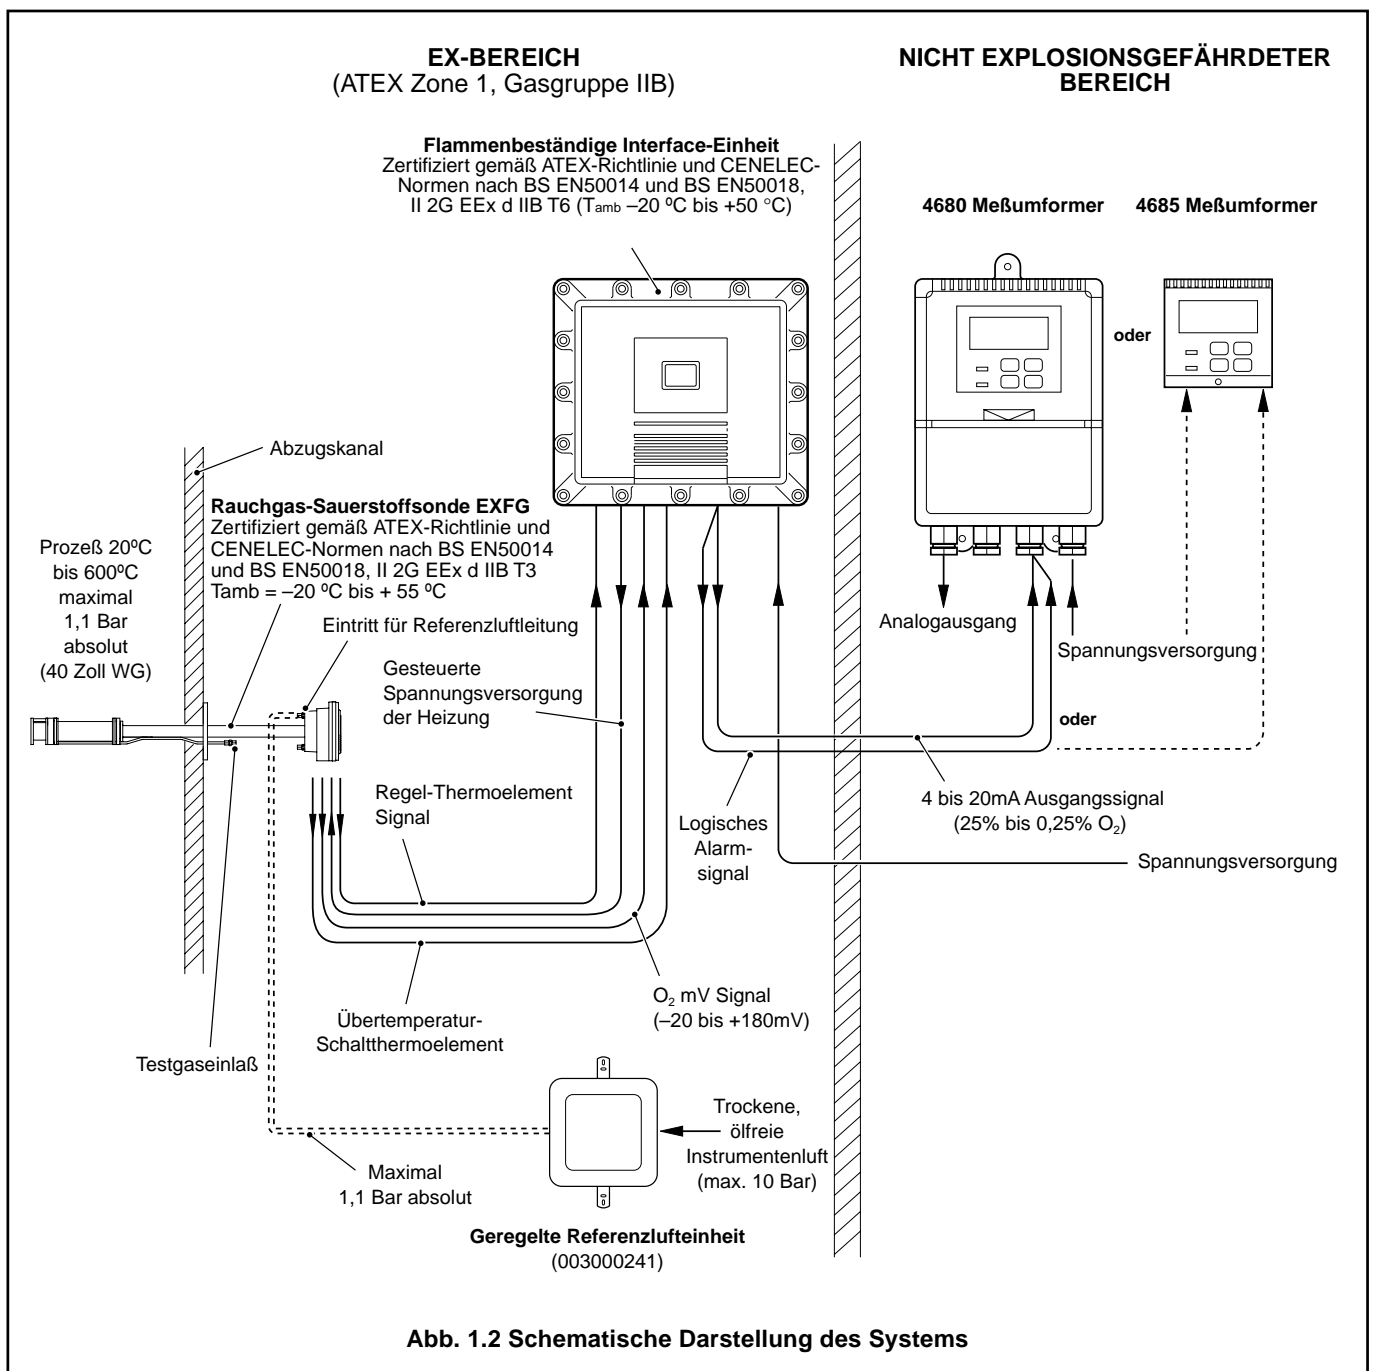 EX-BEREICH
(ATEX Zone 1, Gasgruppe IIB)
NICHT EXPLOSIONSGEFÄHRDETER
BEREICH
Flammenbeständige Interface-Einheit
Zertifiziert gemäß ATEX-Richtlinie und CENELEC-
Normen nach BS EN50014 und BS EN50018,
II 2G EEx d IIB T6 (Tamb –20 ºC bis +50 °C)
4680 Meßumformer
4685 Meßumformer
oder
Abzugskanal
Rauchgas-Sauerstoffsonde EXFG
Zertifiziert gemäß ATEX-Richtlinie und
CENELEC-Normen nach BS EN50014
und BS EN50018, II 2G EEx d IIB T3
Tamb = –20 ºC bis + 55 ºC
Prozeß 20ºC
bis 600ºC
maximal
1,1 Bar
absolut
(40 Zoll WG)
Eintritt für Referenzluftleitung
Gesteuerte
Spannungsversorgung
der Heizung
Analogausgang
Spannungsversorgung
oder
Regel-Thermoelement
Signal
Logisches
Alarm-
signal
4 bis 20mA Ausgangssignal
(25% bis 0,25% O₂)
Spannungsversorgung
O₂ mV Signal
(–20 bis +180mV)
Übertemperatur-
Schaltthermoelement
Testgaseinlaß
Trockene,
ölfreie
Instrumentenluft
(max. 10 Bar)
Maximal
1,1 Bar absolut
Geregelte Referenzlufteinheit
(003000241)
Abb. 1.2 Schematische Darstellung des Systems